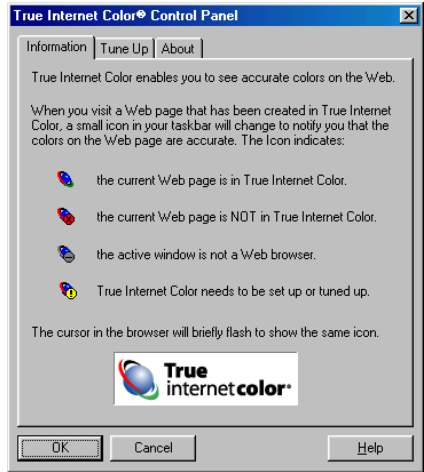 True Internet Color® Control Panel
Information Tune Up About
True Internet Color enables you to see accurate colors on the Web.
When you visit a Web page that has been created in True Internet
Color, a small icon in your taskbar will change to notify you that the
colors on the Web page are accurate. The Icon indicates:
the current Web page is in True Internet Color.
the current Web page is NOT in True Internet Color.
the active window is not a Web browser.
True Internet Color needs to be set up or tuned up.
The cursor in the browser will briefly flash to show the same icon.
True
internetcolor
OK Cancel Help